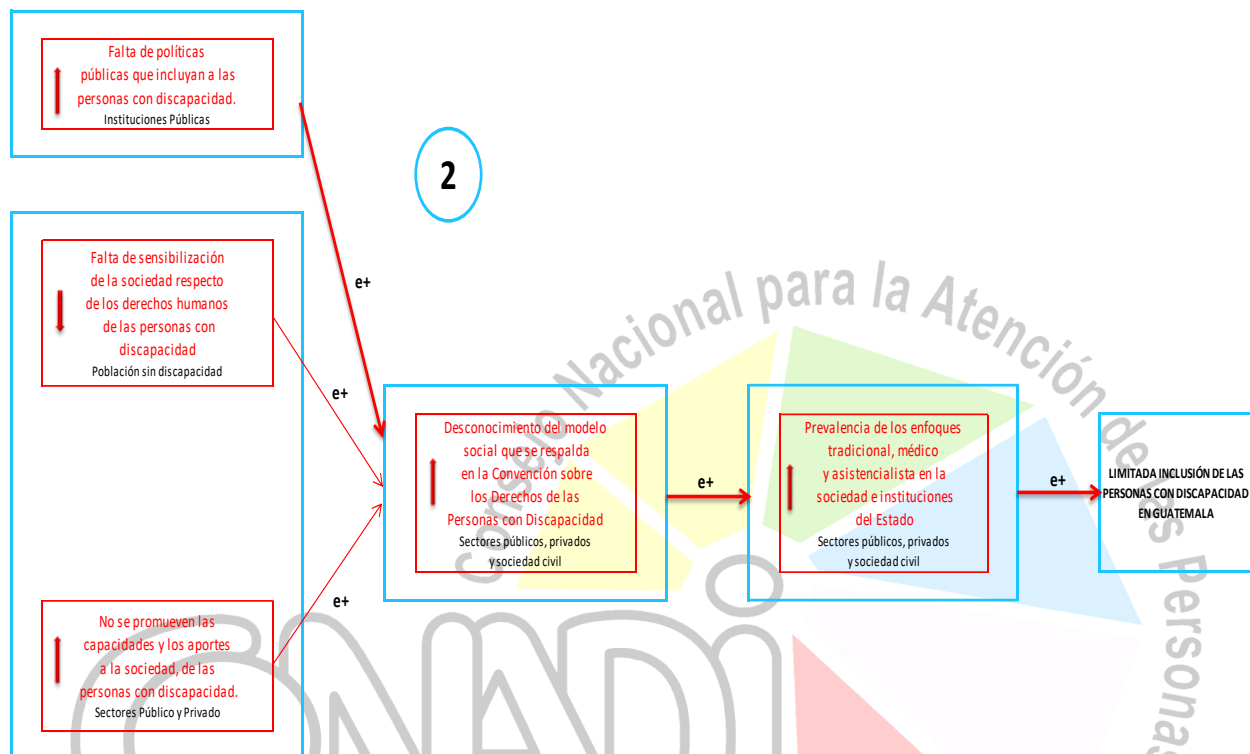 Falta de políticas
públicas que incluyan a las
personas con discapacidad.
Instituciones Públicas
2
Falta de sensibilización
de la sociedad respecto
de los derechos humanos
de las personas con
discapacidad
Población sin discapacidad
e+
e+
e+
No se promueven las
capacidades y los aportes
a la sociedad, de las
personas con discapacidad.
Sectores Público y Privado
Desconocimiento del modelo
social que se respalda
en la Convención sobre
los Derechos de las
Personas con Discapacidad
Sectores públicos, privados
y sociedad civil
e+
Prevalencia de los enfoques
tradicional, médico
y asistencialista en la
sociedad e instituciones
del Estado
Sectores públicos, privados
y sociedad civil
e+
LIMITADA INCLUSIÓN DE LAS
PERSONAS CON DISCAPACIDAD
EN GUATEMALA
Consejo Nacional para la Atención de las Personas
CONADI